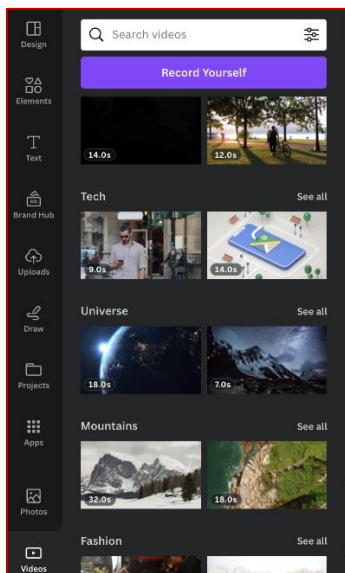 Design
Elements
Text
Brand Hub
Uploads
Draw
Projects
Apps
Photos
Videos
Search videos
Record Yourself
14.0s
12.0s
Tech
See all
9.0s
14.0s
Universe
See all
18.0s
7.0s
Mountains
See all
32.0s
18.0s
Fashion
See all